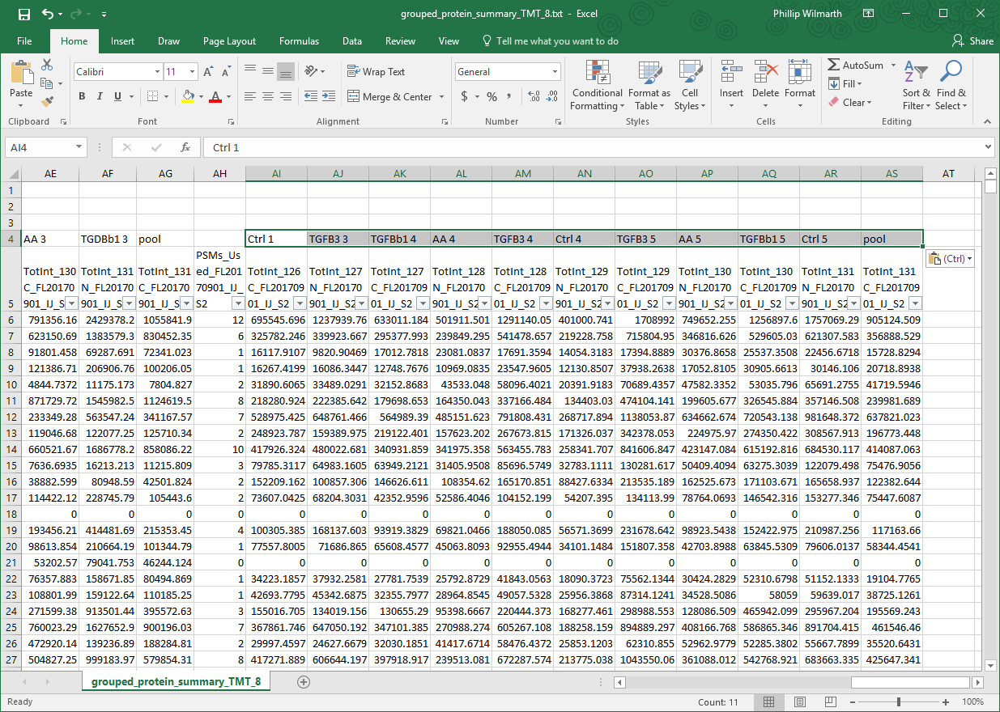 grouped_protein_summary_TMT_8.txt - Excel
Phillip Wilmarth
File Home Insert Draw Page Layout Formulas Data Review View Tell me what you want to do Share
Calibri 11 Wrap Text General AutoSum
Paste B I U Merge & Center $ % , Conditional Formatting Format as Table Cell Styles Insert Delete Format Fill Clear Sort & Filter Find & Select
Clipboard Font Alignment Number Styles Cells Editing
AI4 fx Ctrl 1
AE AF AG AH AI AJ AK AL AM AN AO AP AQ AR AS AT
1
2
3
4 AA 3 TGDBb1 3 pool Ctrl 1 TGFB3 3 TGFBb1 4 AA 4 TGFB3 4 Ctrl 4 TGFB3 5 AA 5 TGFBb1 5 Ctrl 5 pool
(Ctrl)
PSMs_Us
TotInt_130 TotInt_131 TotInt_131 ed_FL201 TotInt_126 TotInt_127 TotInt_127 TotInt_128 TotInt_128 TotInt_129 TotInt_129 TotInt_130 TotInt_130 TotInt_131 TotInt_131
C_FL20170 N_FL20170 C_FL20170 70901_IJ_ C_FL201709 N_FL20170 C_FL201709 N_FL20170 C_FL201709 N_FL20170 C_FL201709 N_FL20170 C_FL201709 N_FL20170 C_FL201709
5 901_IJ_S 901_IJ_S 901_IJ_S S2 01_IJ_S2 901_IJ_S2 01_IJ_S2 901_IJ_S2 01_IJ_S2 901_IJ_S2 01_IJ_S2 901_IJ_S2 01_IJ_S2 901_IJ_S2 01_IJ_S2
6 791356.16 2429378.2 1055841.9 12 695545.696 1237939.76 633011.184 501911.501 1291140.05 401000.741 1708992 749652.255 1256897.6 1757069.29 905124.509
7 623150.69 1383579.3 830452.35 6 325782.246 339923.667 295377.993 239849.295 541478.657 219228.758 715804.95 346816.626 529605.03 621307.583 356888.529
8 91801.458 69287.691 72341.023 1 16117.9107 9820.90469 17012.7818 23081.0837 17691.3594 14054.3183 17394.8889 30376.8658 25537.3508 22456.6718 15728.8294
9 121386.71 206906.76 100206.05 1 16267.4199 16086.3447 12748.7676 10969.0835 23547.9605 12130.8507 37938.2638 17052.8105 30905.6613 30146.106 20718.8938
10 4844.7372 11175.173 7804.827 2 31890.6065 33489.0291 32152.8683 43533.048 58096.4021 20391.9183 70689.4357 47582.3352 53035.796 65691.2755 41719.5946
11 871729.72 1545982.5 1124619.5 8 218280.924 222385.642 179698.653 164350.043 337166.484 134403.03 474104.141 199605.677 326545.884 357146.508 239981.689
12 233349.28 563547.24 341167.57 7 528975.425 648761.466 564989.39 485151.623 791808.431 268717.894 1138053.87 634662.674 720543.138 981648.372 637821.023
13 119046.68 122077.25 125710.34 2 248923.787 159389.975 219122.401 157623.202 267673.815 171326.037 342378.053 224975.97 274350.422 308567.913 196773.448
14 660521.67 1686778.2 858086.22 10 417926.324 480022.681 340931.859 341975.358 563455.783 258341.707 841606.847 423147.084 615192.816 684530.117 414087.063
15 7636.6935 16213.213 11215.809 3 79785.3117 64983.1605 63949.2121 31405.9508 85696.5749 32783.1111 130281.617 50409.4094 63275.3039 122079.498 75476.9056
16 38882.599 80948.59 42501.824 2 152209.162 100857.306 146626.611 108354.62 165170.851 88427.6334 213535.189 162525.673 171103.671 165658.937 122382.644
17 114422.12 228745.79 105443.6 2 73607.0425 68204.3031 42352.9596 52586.4046 104152.199 54207.395 134113.99 78764.0693 146542.316 153277.346 75447.6087
18 0 0 0 0 0 0 0 0 0 0 0 0 0 0 0
19 193456.21 414481.69 215353.45 4 100305.385 168137.603 93919.3829 69821.0466 188050.085 56571.3699 231678.642 98923.5438 152422.975 210987.256 117163.66
20 98613.854 210664.19 101344.79 1 77557.8005 71686.865 65608.4577 45063.8093 92955.4944 34101.1484 151807.358 42703.8988 63845.5309 79606.0137 58344.4541
21 53202.57 79041.753 46244.124 0 0 0 0 0 0 0 0 0 0 0 0
22 76357.883 158671.85 80494.869 1 34223.1857 37932.2581 27781.7539 25792.8729 41843.0563 18090.3723 75562.1344 30424.2829 52310.6798 51152.1333 19104.7765
23 108801.99 159122.64 110185.25 1 42693.7795 45342.6875 32355.7977 28964.8545 49057.5328 25956.3868 87314.1241 34528.5086 58059 59639.017 38725.1261
24 271599.38 913501.44 395572.63 3 155016.705 134019.156 130655.29 95398.6667 220444.373 168277.461 298988.553 128086.509 465942.099 295967.204 195569.243
25 760023.29 1627652.9 900196.03 7 367861.746 647050.192 347101.385 270988.274 605267.108 188258.159 894889.297 408166.768 586865.346 891704.415 461546.46
26 472920.14 139236.89 188284.81 2 29997.4597 24627.6679 32030.1851 41417.6714 58476.4372 25853.1203 62310.855 52962.9779 52285.3802 55667.7899 35520.6431
27 504827.25 999183.97 579854.31 8 417271.889 606644.197 397918.917 239513.081 672287.574 213775.038 1043550.06 361088.012 542768.921 683663.335 425647.341
grouped_protein_summary_TMT_8
Ready Count: 11 100%